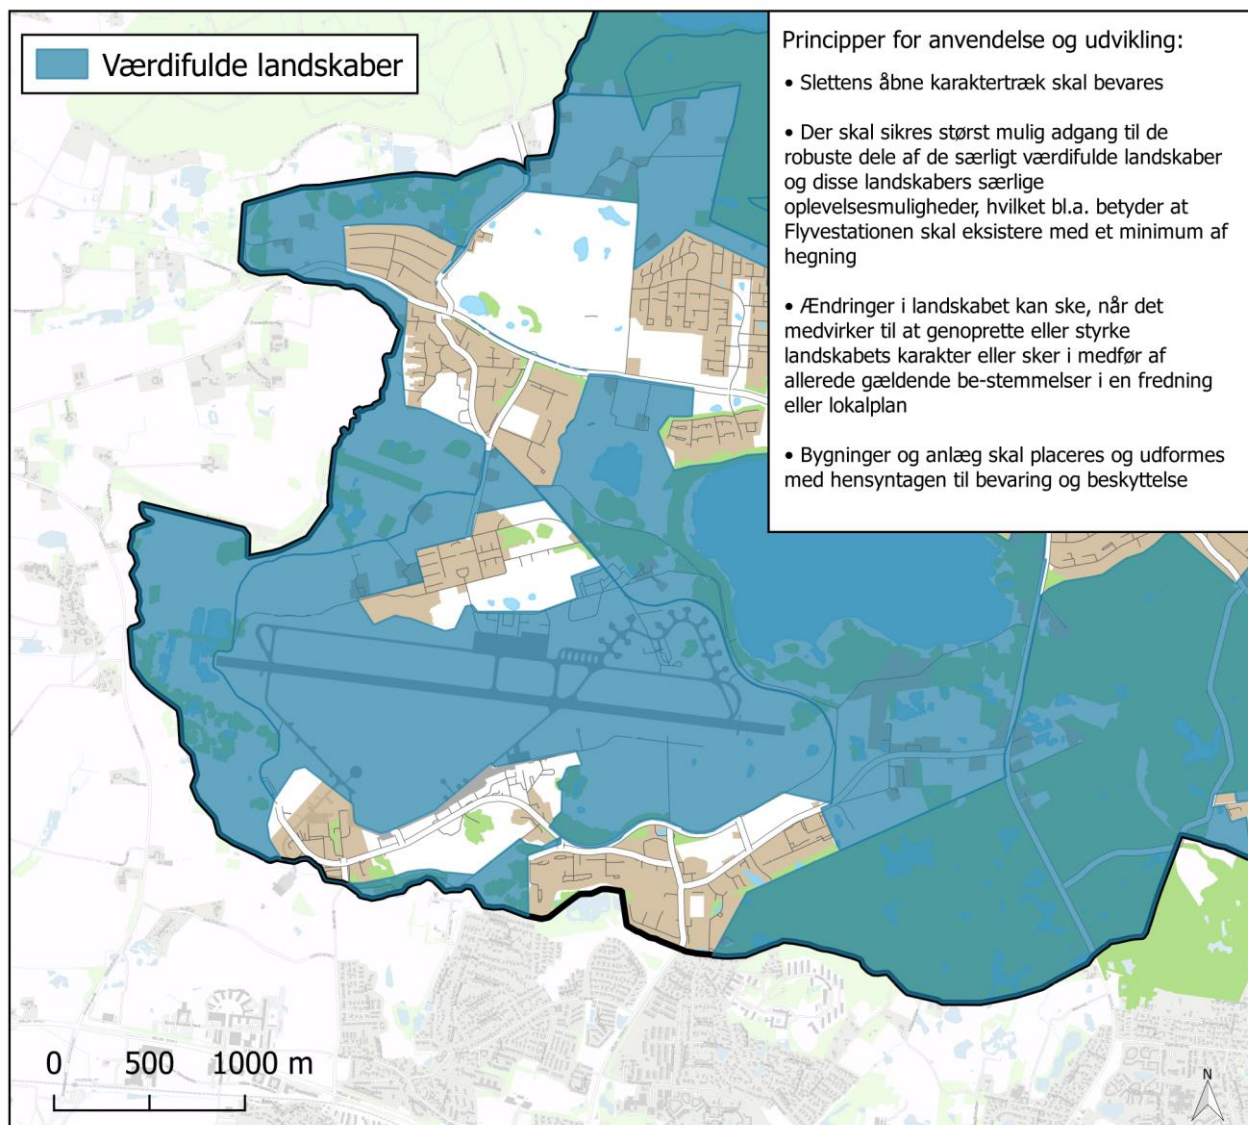 Værdifulde landskaber
Principper for anvendelse og udvikling:
• Slettens åbne karaktertræk skal bevares
• Der skal sikres størst mulig adgang til de
robuste dele af de særligt værdifulde landskaber
og disse landskabers særlige
oplevelsesmuligheder, hvilket bl.a. betyder at
Flyvestationen skal eksistere med et minimum af
hegning
• Ændringer i landskabet kan ske, når det
medvirker til at genoprette eller styrke
landskabets karakter eller sker i medfør af
allerede gældende be-stemmelser i en fredning
eller lokalplan
• Bygninger og anlæg skal placeres og udformes
med hensyntagen til bevaring og beskyttelse
0 500 1000 m
N